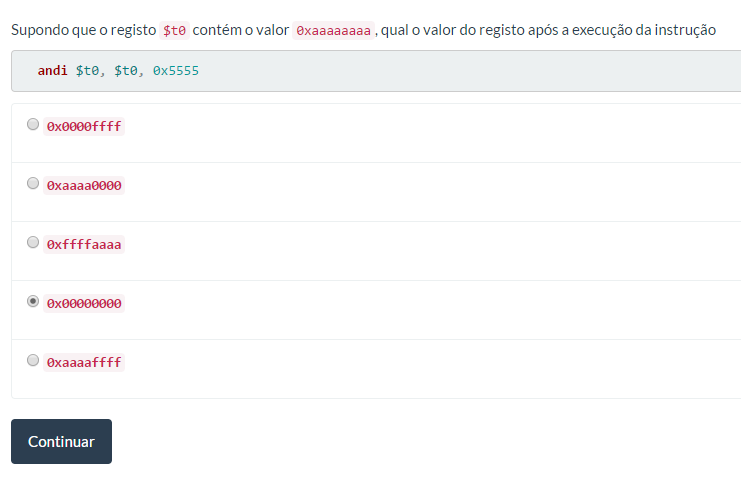 Supondo que o registo $t0 contém o valor 0xaaaaaaaa, qual o valor do registo após a execução da instrução
andi $t0, $t0, 0x5555
0x0000ffff
0xaaaa0000
0xffffaaaa
0x00000000
0xaaaaffff
Continuar